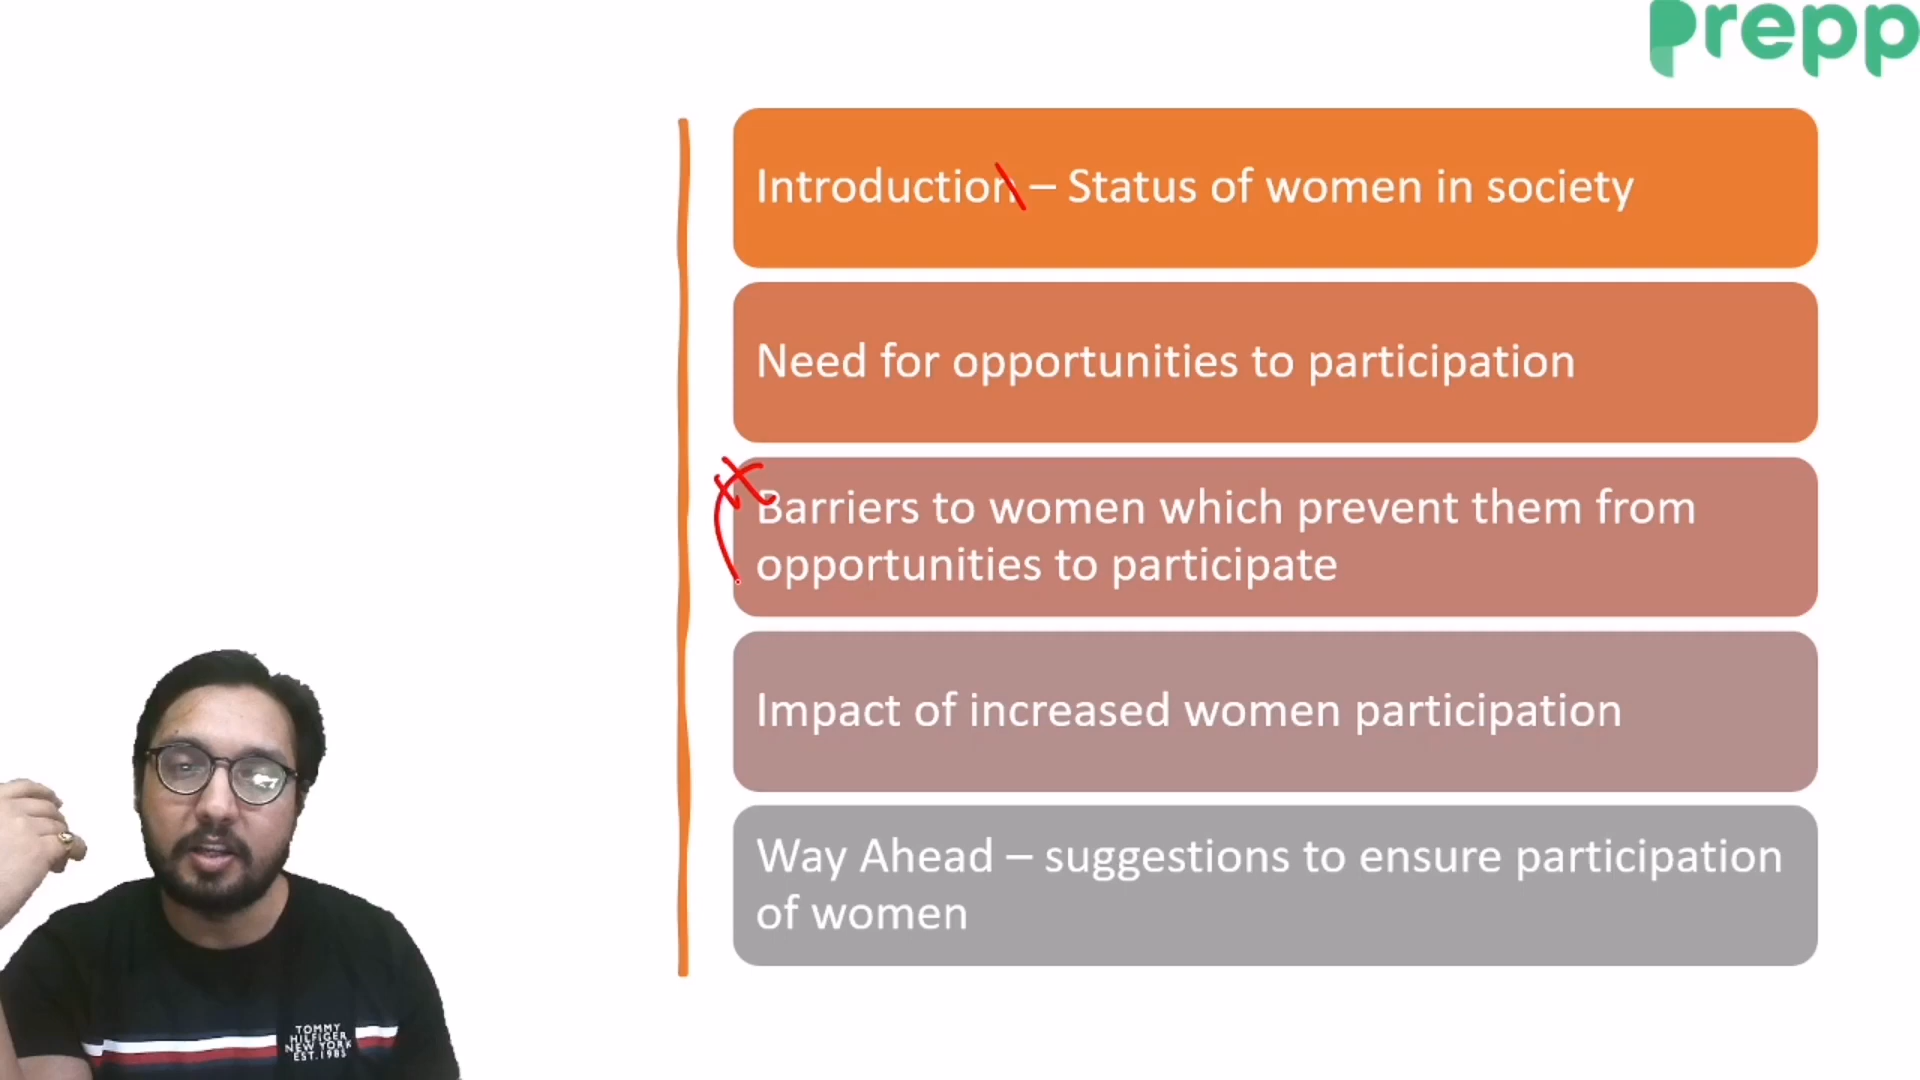 prepp
Introduction – Status of women in society
Need for opportunities to participation
Barriers to women which prevent them from
opportunities to participate
Impact of increased women participation
Way Ahead – suggestions to ensure participation
of women
TOMMY
HILFIGER
NEW YORK
EST.1985